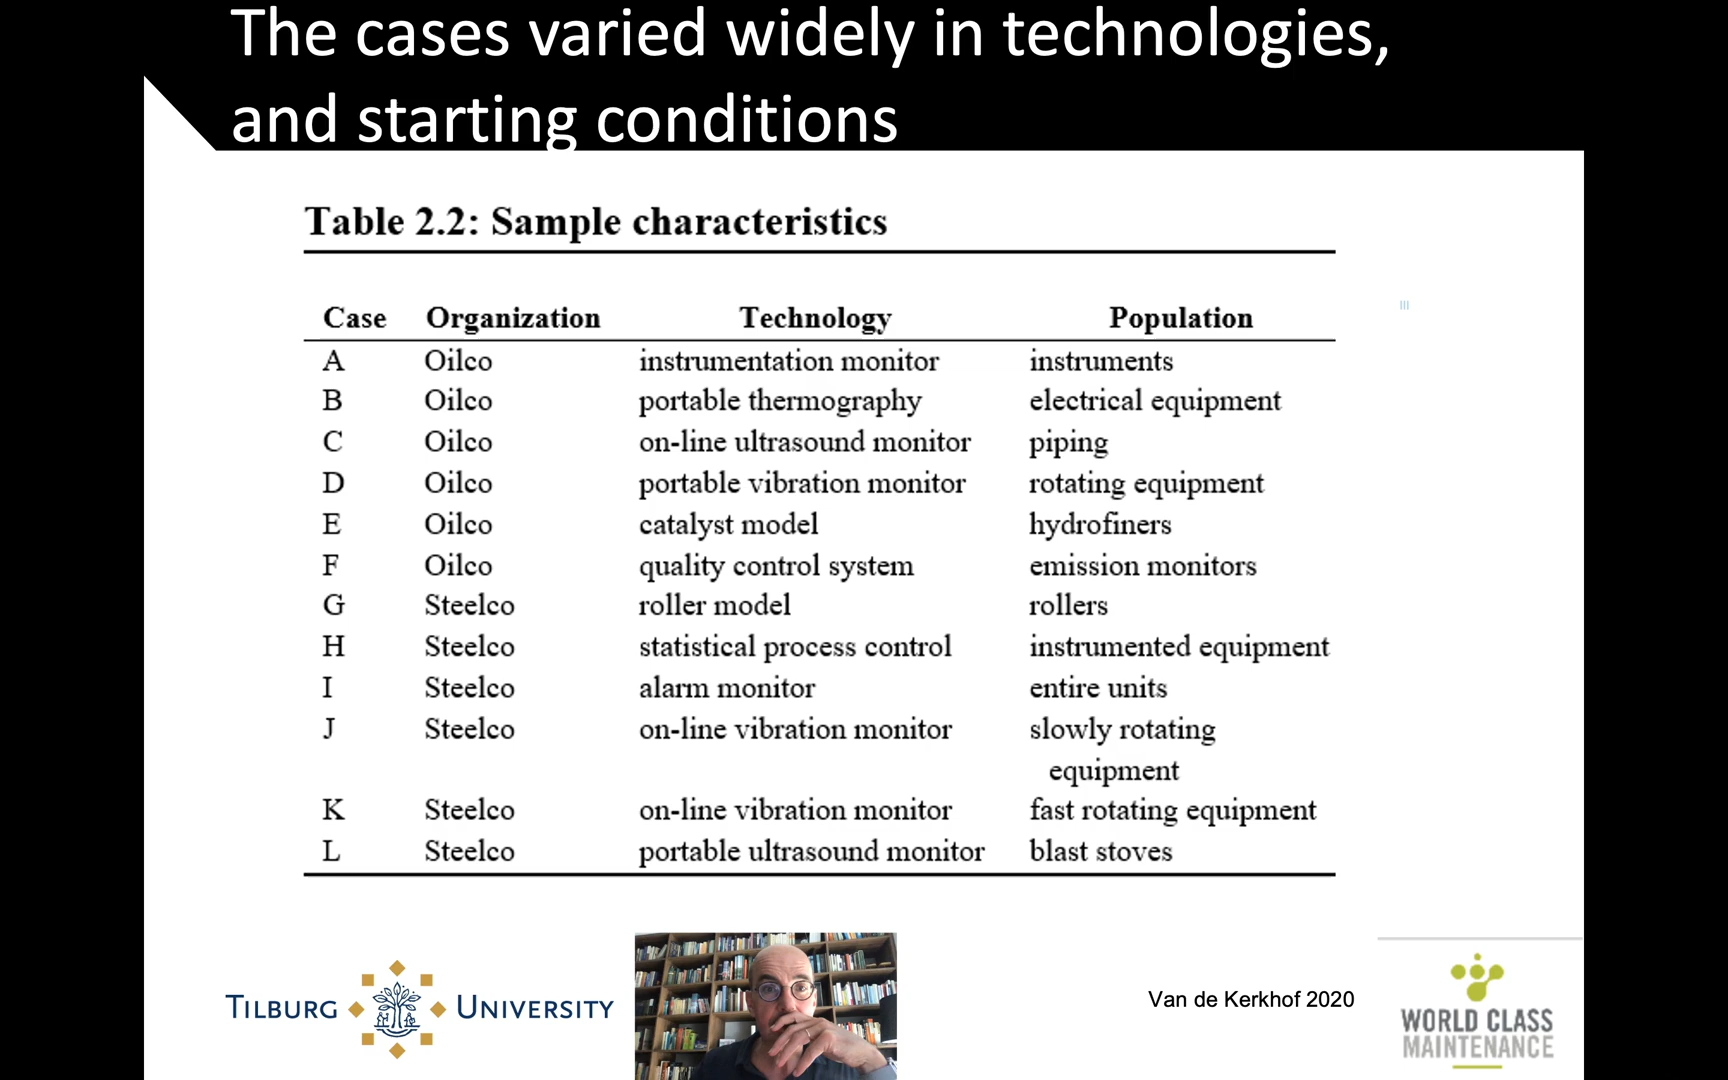 The cases varied widely in technologies,
and starting conditions
Table 2.2: Sample characteristics
Case Organization Technology Population
A Oilco instrumentation monitor instruments
B Oilco portable thermography electrical equipment
C Oilco on-line ultrasound monitor piping
D Oilco portable vibration monitor rotating equipment
E Oilco catalyst model hydrofiners
F Oilco quality control system emission monitors
G Steelco roller model rollers
H Steelco statistical process control instrumented equipment
I Steelco alarm monitor entire units
J Steelco on-line vibration monitor slowly rotating
equipment
K Steelco on-line vibration monitor fast rotating equipment
L Steelco portable ultrasound monitor blast stoves
TILBURG UNIVERSITY
Van de Kerkhof 2020
WORLD CLASS
MAINTENANCE